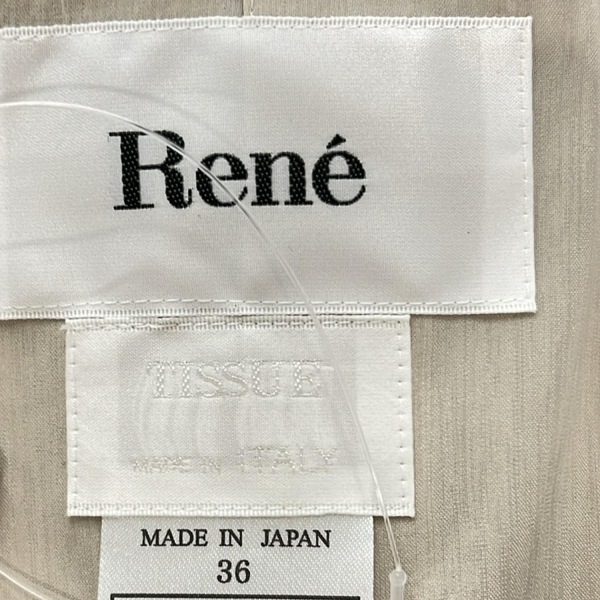 René
TISSUE
MADE IN ITALY
MADE IN JAPAN
36